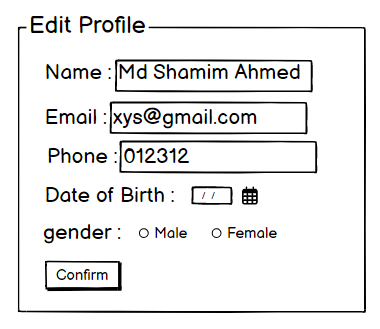 Edit Profile
Name : Md Shamim Ahmed
Email : xys@gmail.com
Phone : 012312
Date of Birth : / /
gender : Male Female
Confirm